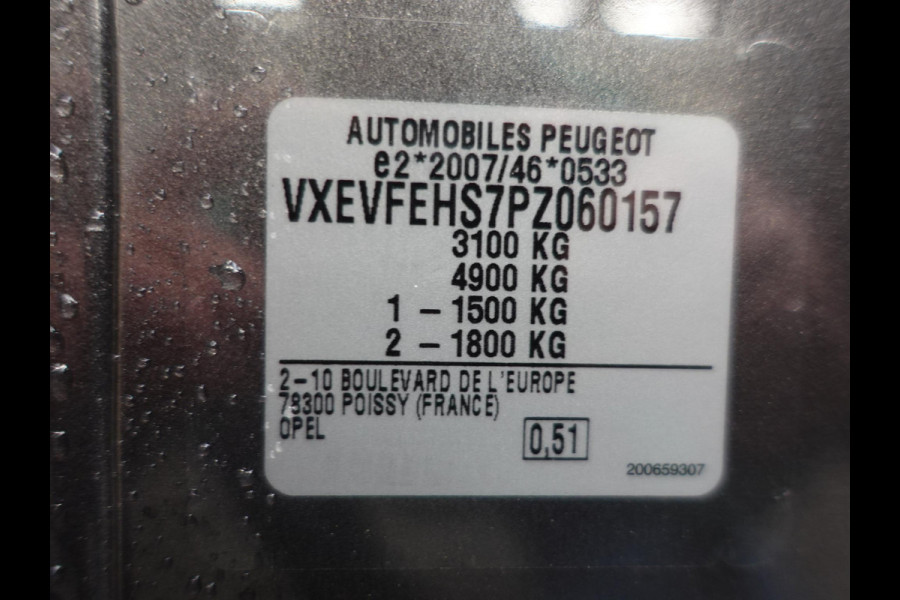 AUTOMOBILES PEUGEOT
e2*2007/46*0533
VXEVFEHS7PZ060157
3100 KG
4900 KG
1 – 1500 KG
2 – 1800 KG
2–10 BOULEVARD DE L'EUROPE
78300 POISSY (FRANCE)
OPEL
0,51
200659307